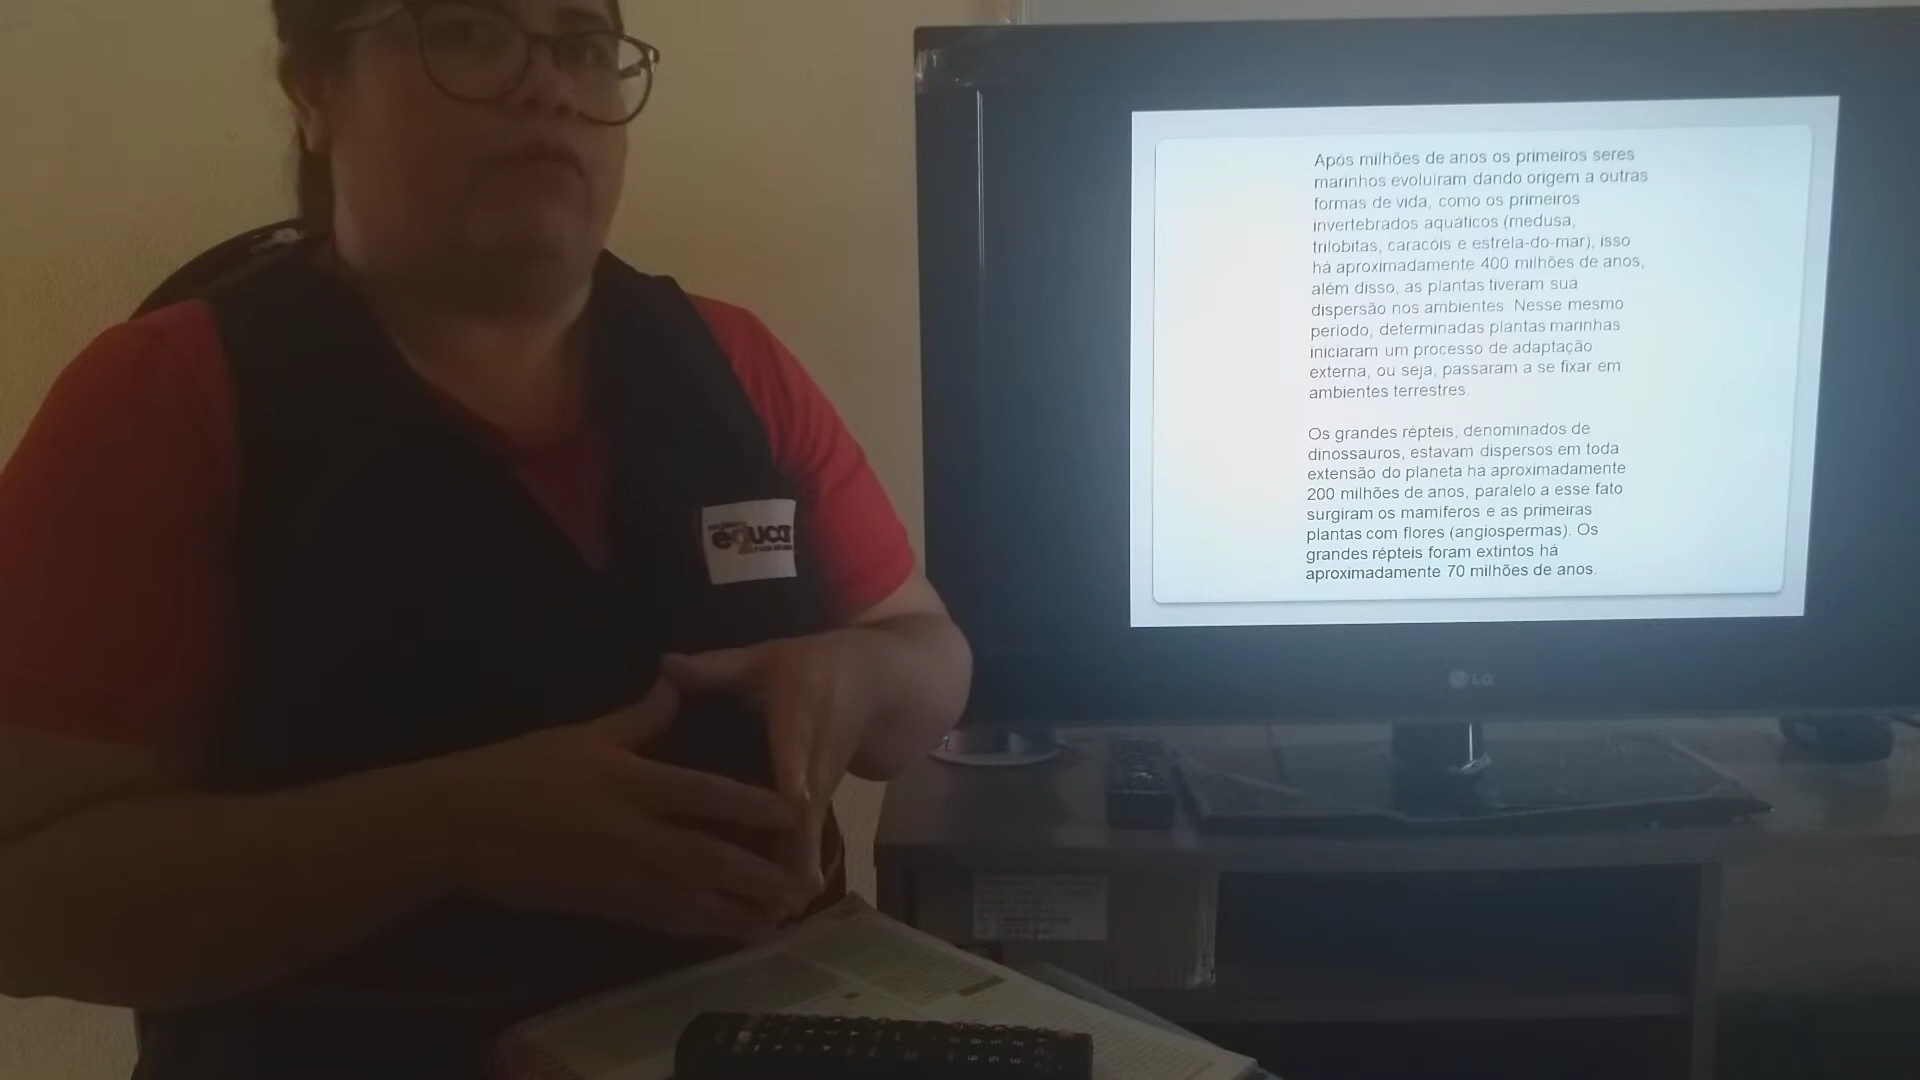 Após milhões de anos os primeiros seres
marinhos evoluíram dando origem a outras
formas de vida, como os primeiros
invertebrados aquáticos (medusa,
trilobitas, caracóis e estrela-do-mar), isso
há aproximadamente 400 milhões de anos,
além disso, as plantas tiveram sua
dispersão nos ambientes. Nesse mesmo
período, determinadas plantas marinhas
iniciaram um processo de adaptação
externa, ou seja, passaram a se fixar em
ambientes terrestres.
Os grandes répteis, denominados de
dinossauros, estavam dispersos em toda
extensão do planeta há aproximadamente
200 milhões de anos, paralelo a esse fato
surgiram os mamíferos e as primeiras
plantas com flores (angiospermas). Os
grandes répteis foram extintos há
aproximadamente 70 milhões de anos.
LG
educar